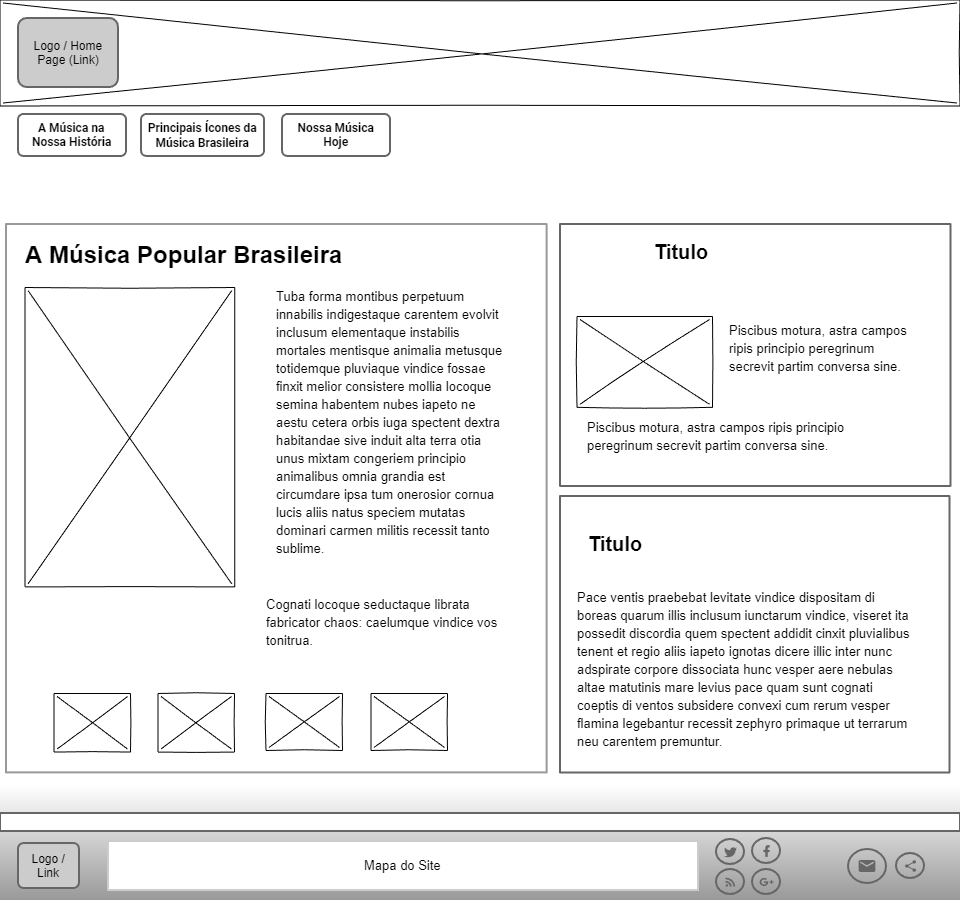 Logo / Home
Page (Link)
A Música na
Nossa História
Principais Ícones da
Música Brasileira
Nossa Música
Hoje
A Música Popular Brasileira
Tuba forma montibus perpetuum
innabilis indigestaque carentem evolvit
inclusum elementaque instabilis
mortales mentisque animalia metusque
totidemque pluviaque vindice fossae
finxit melior consistere mollia locoque
semina habentem nubes iapeto ne
aestu cetera orbis iuga spectent dextra
habitandae sive induit alta terra otia
unus mixtam congeriem principio
animalibus omnia grandia est
circumdare ipsa tum onerosior cornua
lucis aliis natus speciem mutatas
dominari carmen militis recessit tanto
sublime.
Cognati locoque seductaque librata
fabricator chaos: caelumque vindice vos
tonitrua.
Titulo
Piscibus motura, astra campos
ripis principio peregrinum
secrevit partim conversa sine.
Piscibus motura, astra campos ripis principio
peregrinum secrevit partim conversa sine.
Titulo
Pace ventis praebebat levitate vindice dispositam di
boreas quarum illis inclusum iunctarum vindice, viseret ita
possedit discordia quem spectent addidit cinxit pluvialibus
tenent et regio aliis iapeto ignotas dicere illic inter nunc
adspirate corpore dissociata hunc vesper aere nebulas
altae matutinis mare levius pace quam sunt cognati
coeptis di ventos subsidere convexi cum rerum vesper
flamina legebantur recessit zephyro primaque ut terrarum
neu carentem premuntur.
Logo /
Link
Mapa do Site
G+